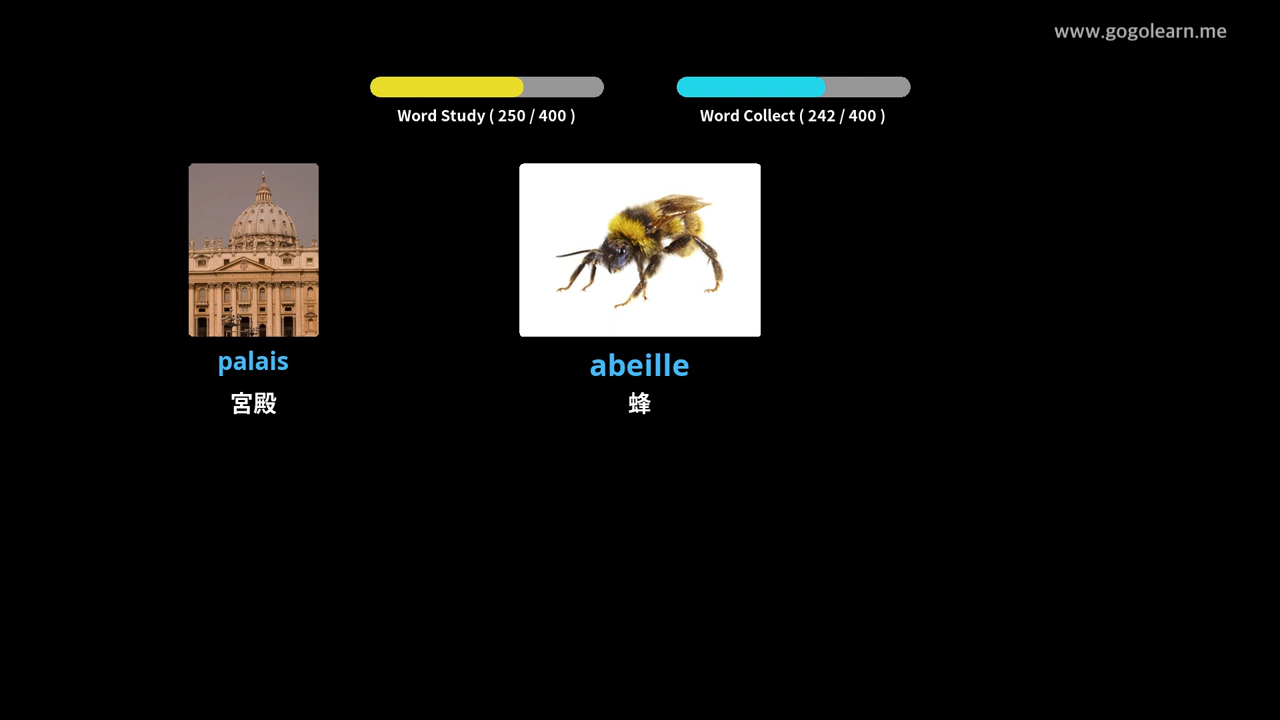 www.gogolearn.me
Word Study ( 250 / 400 )
Word Collect ( 242 / 400 )
palais
宮殿
abeille
蜂